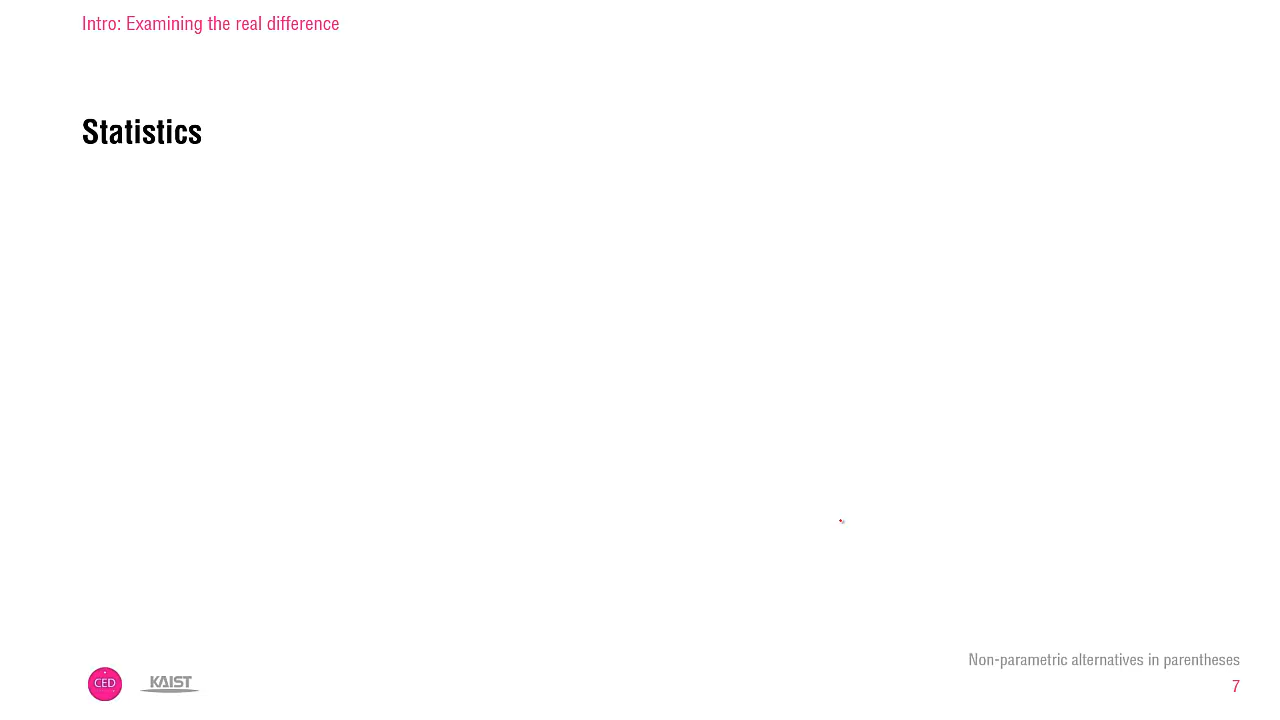 Intro: Examining the real difference
Statistics
CED
KAIST
Non-parametric alternatives in parentheses
7